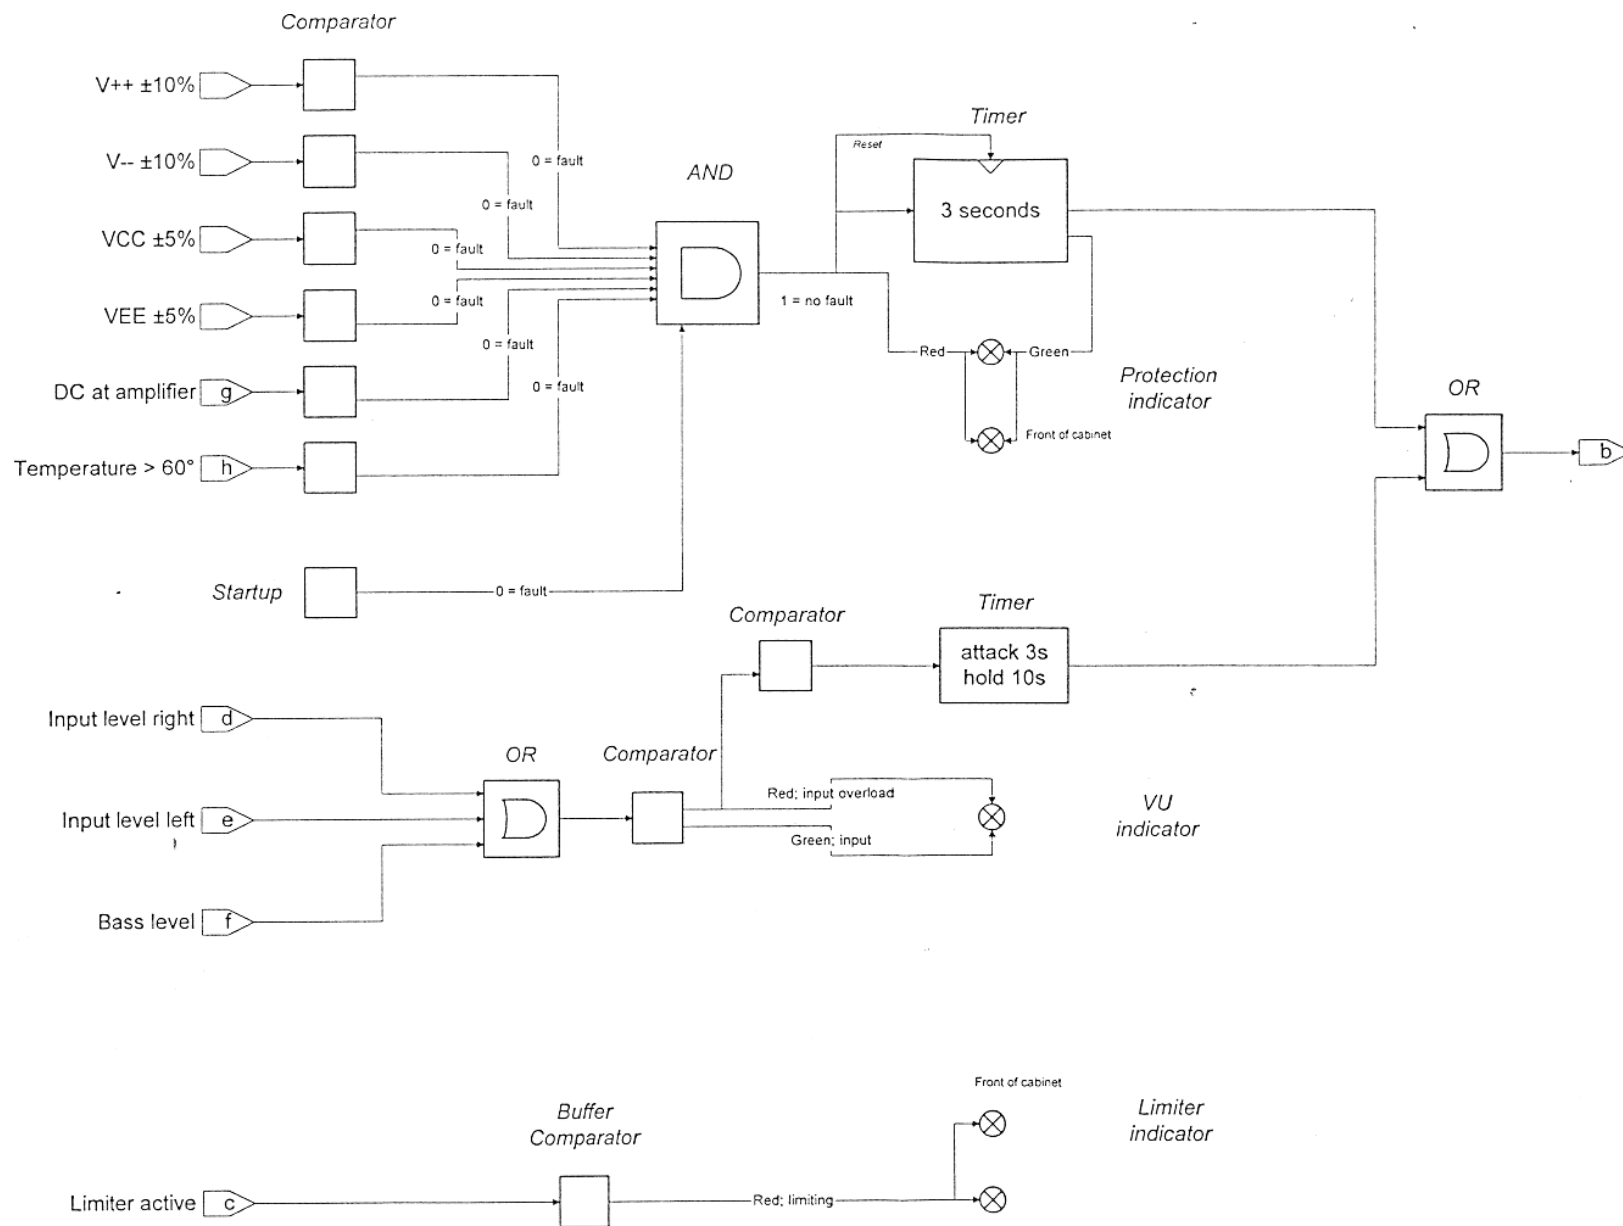 Comparator
V++ ±10%
V-- ±10%
0 = fault
AND
Timer
Reset
3 seconds
0 = fault
VCC ±5%
0 = fault
VEE ±5%
0 = fault
1 = no fault
0 = fault
Red
Green
DC at amplifier
g
0 = fault
Protection
indicator
OR
Front of cabinet
b
Temperature > 60°
h
Startup
0 = fault
Comparator
Timer
attack 3s
hold 10s
Input level right
d
OR
Comparator
Red; input overload
Input level left
e
Green; input
VU
indicator
Bass level
f
Front of cabinet
Buffer
Comparator
Limiter
indicator
Limiter active
c
Red; limiting